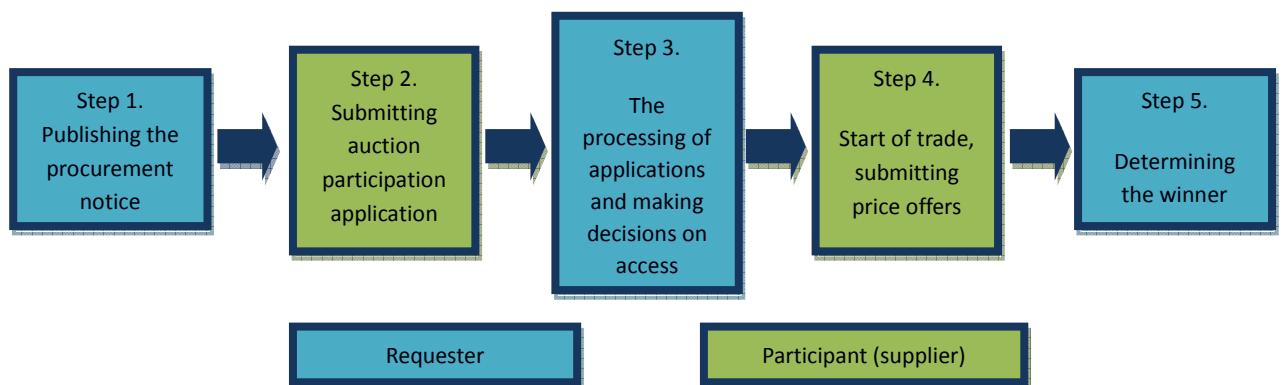 Step 1.
Publishing the
procurement
notice
Step 2.
Submitting
auction
participation
application
Step 3.
The
processing of
applications
and making
decisions on
access
Step 4.
Start of trade,
submitting
price offers
Step 5.
Determining
the winner
Requester
Participant (supplier)